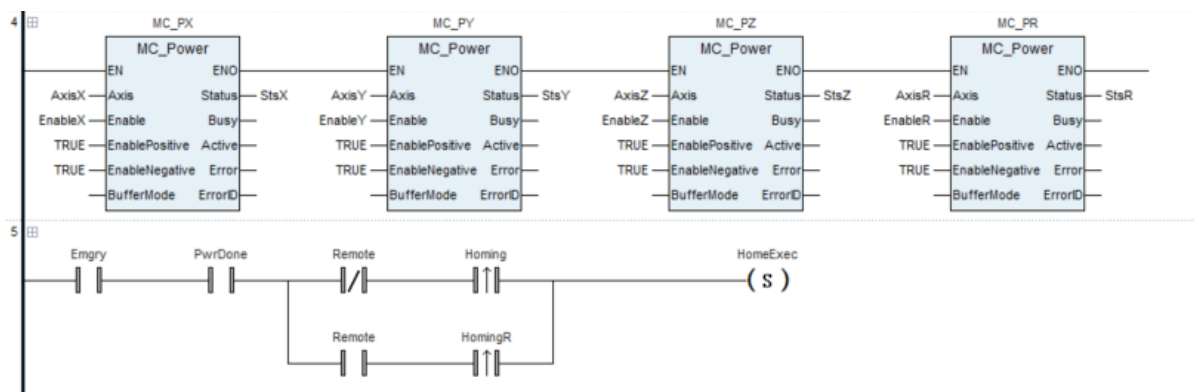 4
MC_PX MC_PY MC_PZ MC_PR
MC_Power MC_Power MC_Power MC_Power
EN ENO EN ENO EN ENO EN ENO
AxisX Axis Status StsX AxisY Axis Status StsY AxisZ Axis Status StsZ AxisR Axis Status StsR
EnableX Enable Busy EnableY Enable Busy EnableZ Enable Busy EnableR Enable Busy
TRUE EnablePositive Active TRUE EnablePositive Active TRUE EnablePositive Active TRUE EnablePositive Active
TRUE EnableNegative Error TRUE EnableNegative Error TRUE EnableNegative Error TRUE EnableNegative Error
BufferMode ErrorID BufferMode ErrorID BufferMode ErrorID BufferMode ErrorID
5
Emgry PwrDone Remote Homing HomeExec
S
Remote HomingR